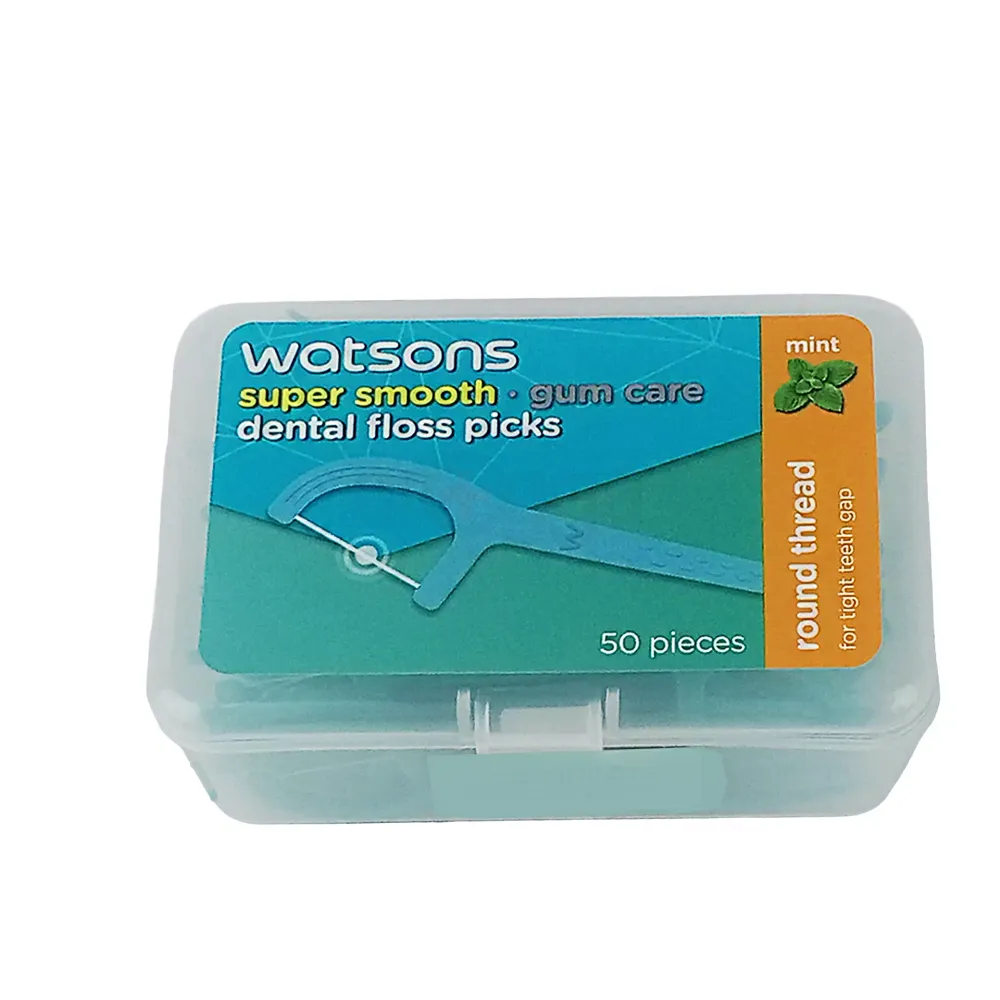 watsons
super smooth · gum care
dental floss picks
50 pieces
mint
round thread
for tight teeth gap